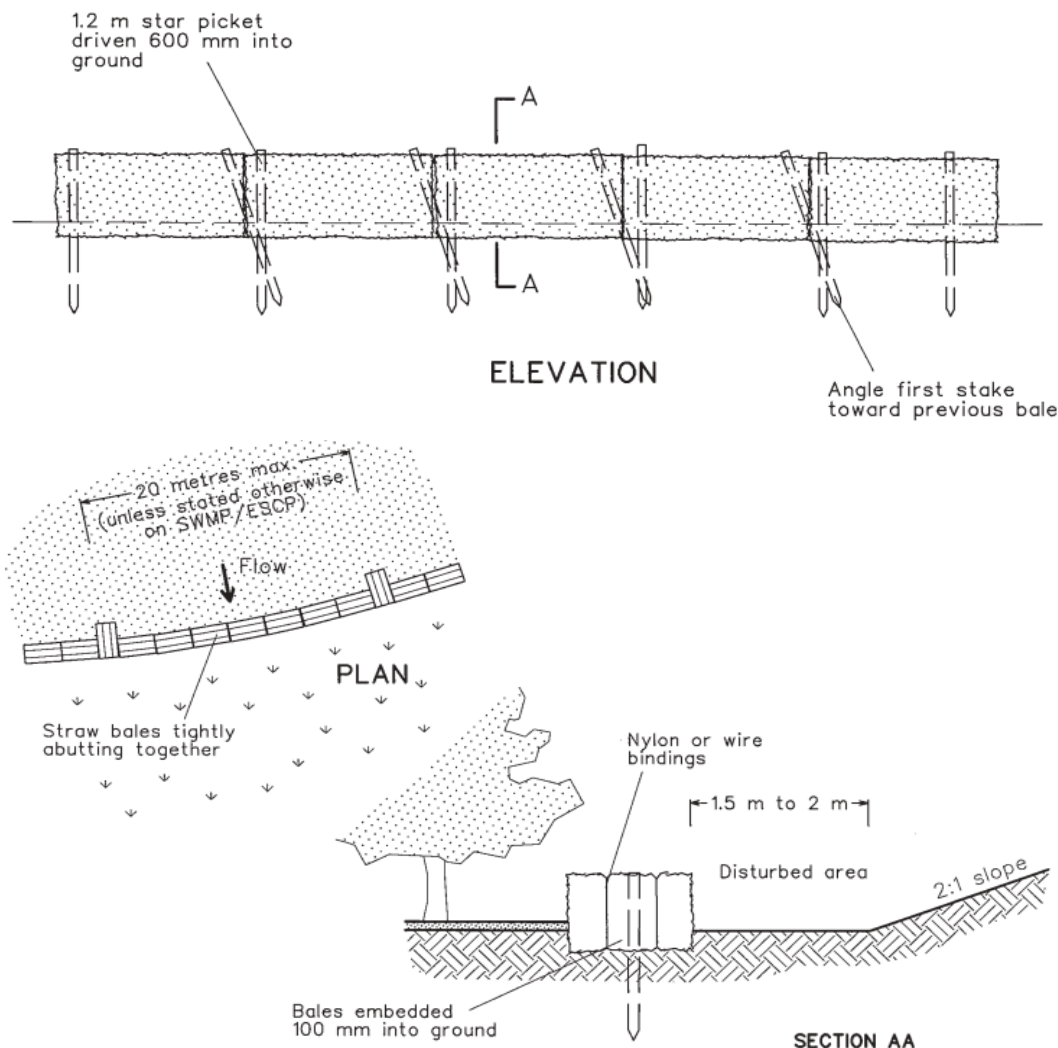 1.2 m star picket
driven 600 mm into
ground
A
A
ELEVATION
Angle first stake
toward previous bale
20 metres max.
(unless stated otherwise
on SWMP/ESCP)
Flow
PLAN
Straw bales tightly
abutting together
Nylon or wire
bindings
1.5 m to 2 m
Disturbed area
2:1 slope
Bales embedded
100 mm into ground
SECTION AA